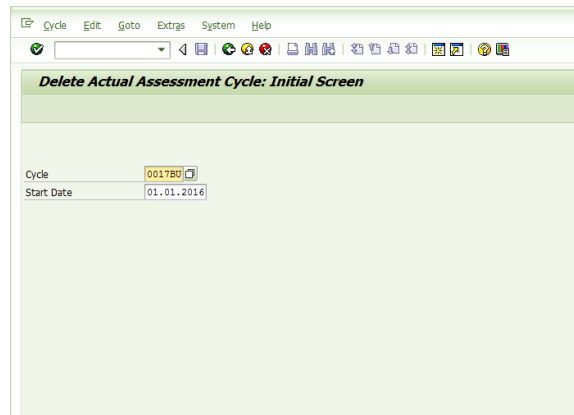 Cycle Edit Goto Extras System Help
Delete Actual Assessment Cycle: Initial Screen
Cycle 0017BU
Start Date 01.01.2016